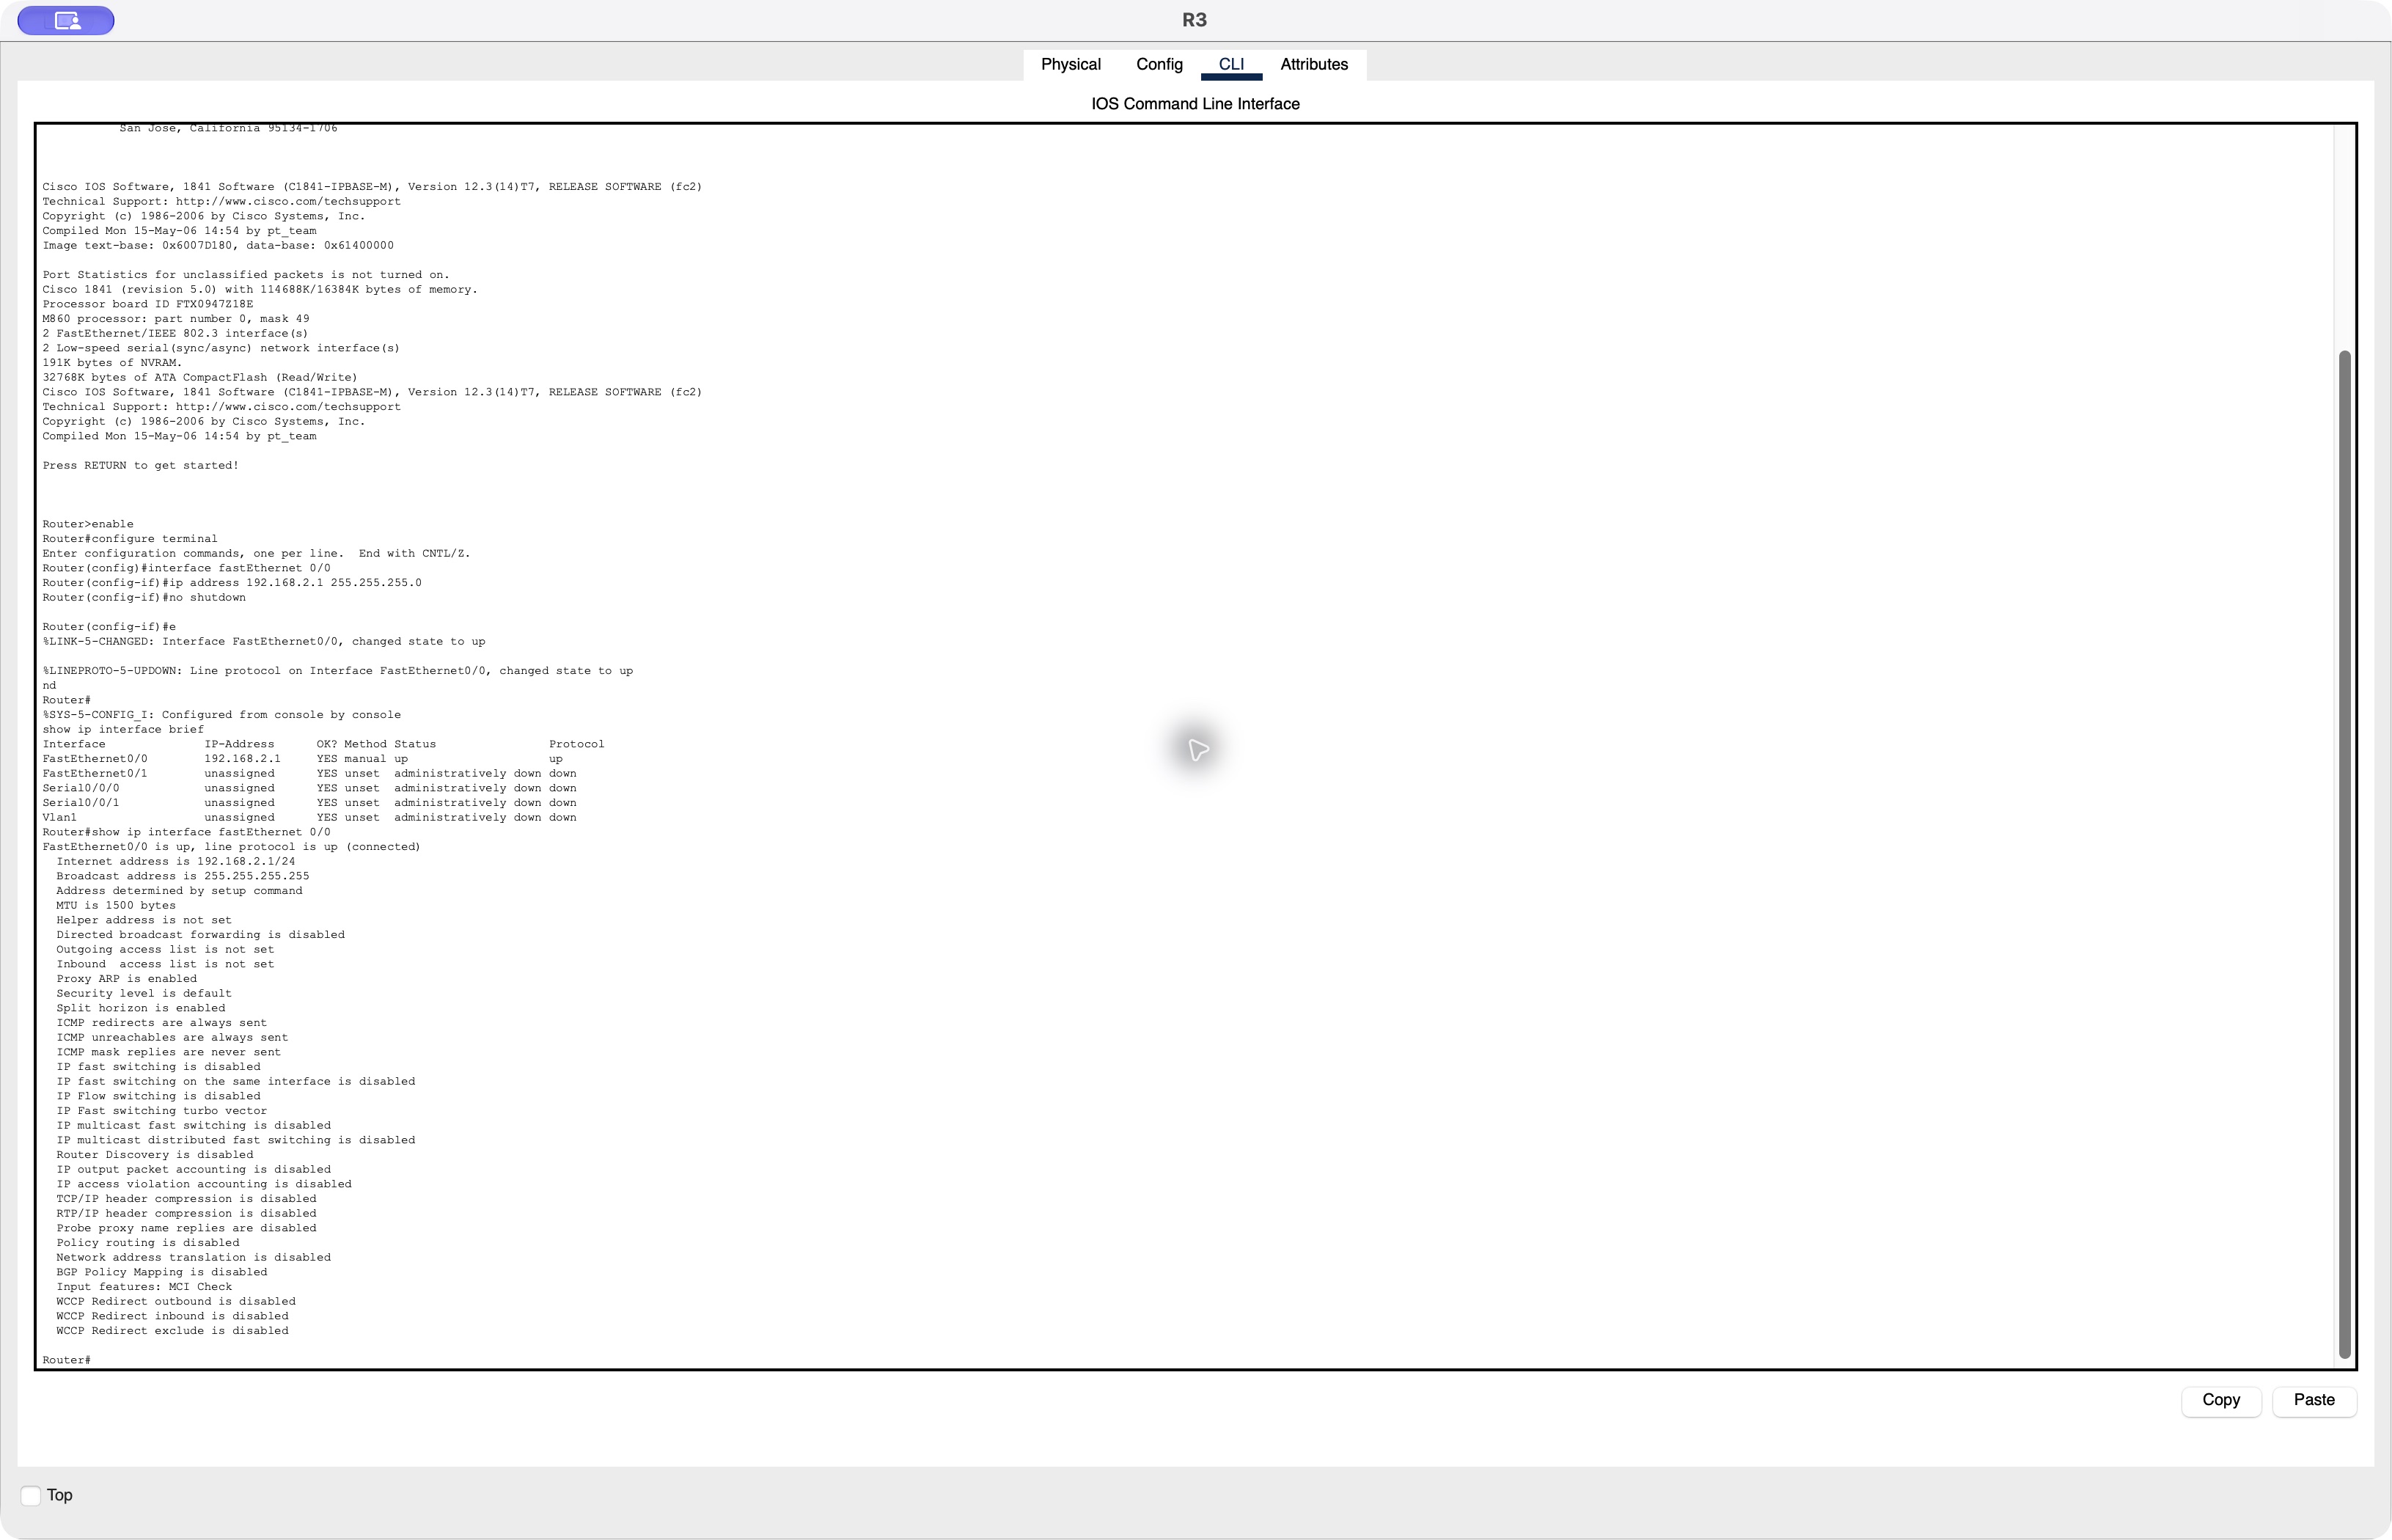 R3
Physical Config CLI Attributes
IOS Command Line Interface
San Jose, California 95134-1706
Cisco IOS Software, 1841 Software (C1841-IPBASE-M), Version 12.3(14)T7, RELEASE SOFTWARE (fc2)
Technical Support: http://www.cisco.com/techsupport
Copyright (c) 1986-2006 by Cisco Systems, Inc.
Compiled Mon 15-May-06 14:54 by pt_team
Image text-base: 0x6007D180, data-base: 0x61400000
Port Statistics for unclassified packets is not turned on.
Cisco 1841 (revision 5.0) with 114688K/16384K bytes of memory.
Processor board ID FTX0947Z18E
M860 processor: part number 0, mask 49
2 FastEthernet/IEEE 802.3 interface(s)
2 Low-speed serial(sync/async) network interface(s)
191K bytes of NVRAM.
32768K bytes of ATA CompactFlash (Read/Write)
Cisco IOS Software, 1841 Software (C1841-IPBASE-M), Version 12.3(14)T7, RELEASE SOFTWARE (fc2)
Technical Support: http://www.cisco.com/techsupport
Copyright (c) 1986-2006 by Cisco Systems, Inc.
Compiled Mon 15-May-06 14:54 by pt_team
Press RETURN to get started!
Router>enable
Router#configure terminal
Enter configuration commands, one per line.  End with CNTL/Z.
Router(config)#interface fastEthernet 0/0
Router(config-if)#ip address 192.168.2.1 255.255.255.0
Router(config-if)#no shutdown
Router(config-if)#e
%LINK-5-CHANGED: Interface FastEthernet0/0, changed state to up
%LINEPROTO-5-UPDOWN: Line protocol on Interface FastEthernet0/0, changed state to up
nd
Router#
%SYS-5-CONFIG_I: Configured from console by console
show ip interface brief
Interface              IP-Address      OK? Method Status                Protocol
FastEthernet0/0        192.168.2.1     YES manual up                    up
FastEthernet0/1        unassigned      YES unset  administratively down down
Serial0/0/0            unassigned      YES unset  administratively down down
Serial0/0/1            unassigned      YES unset  administratively down down
Vlan1                  unassigned      YES unset  administratively down down
Router#show ip interface fastEthernet 0/0
FastEthernet0/0 is up, line protocol is up (connected)
  Internet address is 192.168.2.1/24
  Broadcast address is 255.255.255.255
  Address determined by setup command
  MTU is 1500 bytes
  Helper address is not set
  Directed broadcast forwarding is disabled
  Outgoing access list is not set
  Inbound  access list is not set
  Proxy ARP is enabled
  Security level is default
  Split horizon is enabled
  ICMP redirects are always sent
  ICMP unreachables are always sent
  ICMP mask replies are never sent
  IP fast switching is disabled
  IP fast switching on the same interface is disabled
  IP Flow switching is disabled
  IP Fast switching turbo vector
  IP multicast fast switching is disabled
  IP multicast distributed fast switching is disabled
  Router Discovery is disabled
  IP output packet accounting is disabled
  IP access violation accounting is disabled
  TCP/IP header compression is disabled
  RTP/IP header compression is disabled
  Probe proxy name replies are disabled
  Policy routing is disabled
  Network address translation is disabled
  BGP Policy Mapping is disabled
  Input features: MCI Check
  WCCP Redirect outbound is disabled
  WCCP Redirect inbound is disabled
  WCCP Redirect exclude is disabled
Router#
Copy Paste
Top